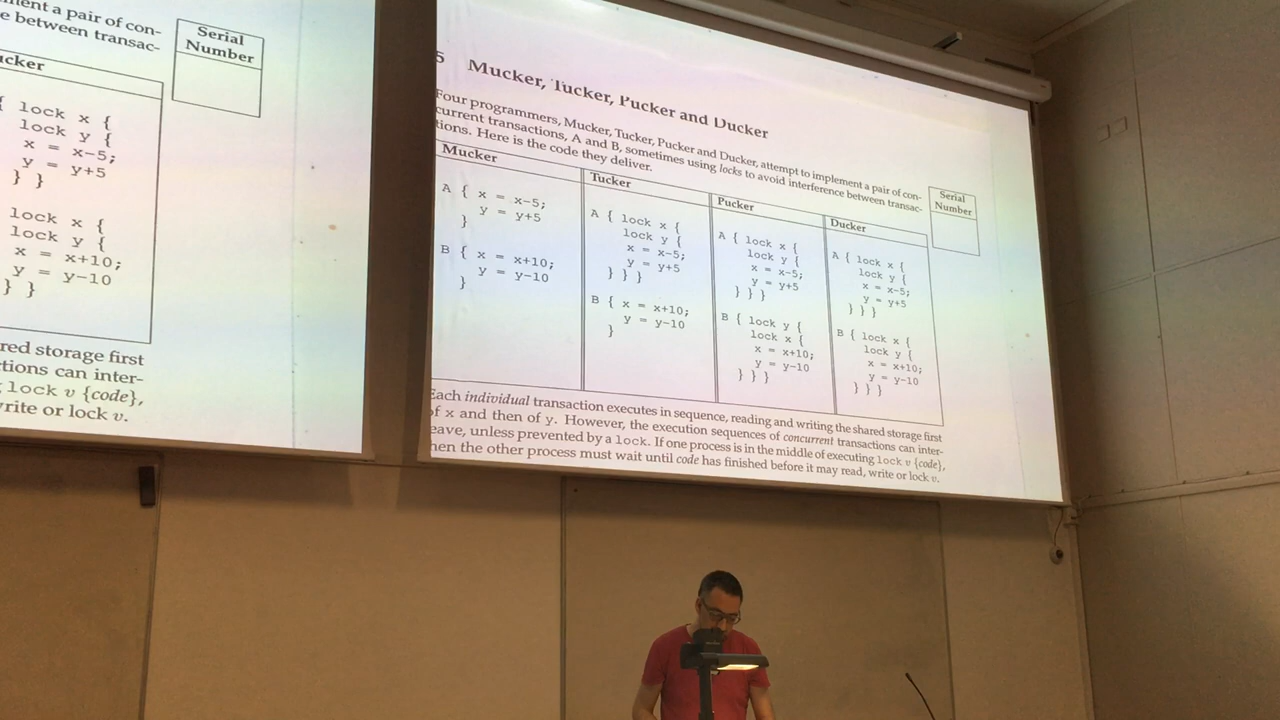 ment a pair of con-
e between transac-
Serial
Number
ucker
{ lock x {
lock y {
x = x-5;
y = y+5
} }
lock x {
lock y {
x = x+10;
y = y-10
} }
red storage first
tions can inter-
lock v {code},
rite or lock v.
5 Mucker, Tucker, Pucker and Ducker
Four programmers, Mucker, Tucker, Pucker and Ducker, attempt to implement a pair of con-
current transactions, A and B, sometimes using locks to avoid interference between transac-
tions. Here is the code they deliver.
Serial
Number
Mucker
A { x = x-5;
y = y+5
}
B { x = x+10;
y = y-10
}
Tucker
A { lock x {
lock y {
x = x-5;
y = y+5
} } }
B { x = x+10;
y = y-10
}
Pucker
A { lock x {
lock y {
x = x-5;
y = y+5
} } }
B { lock y {
lock x {
x = x+10;
y = y-10
} } }
Ducker
A { lock x {
lock y {
x = x-5;
y = y+5
} } }
B { lock x {
lock y {
x = x+10;
y = y-10
} } }
Each individual transaction executes in sequence, reading and writing the shared storage first
of x and then of y. However, the execution sequences of concurrent transactions can inter-
eave, unless prevented by a lock. If one process is in the middle of executing lock v {code},
hen the other process must wait until code has finished before it may read, write or lock v.